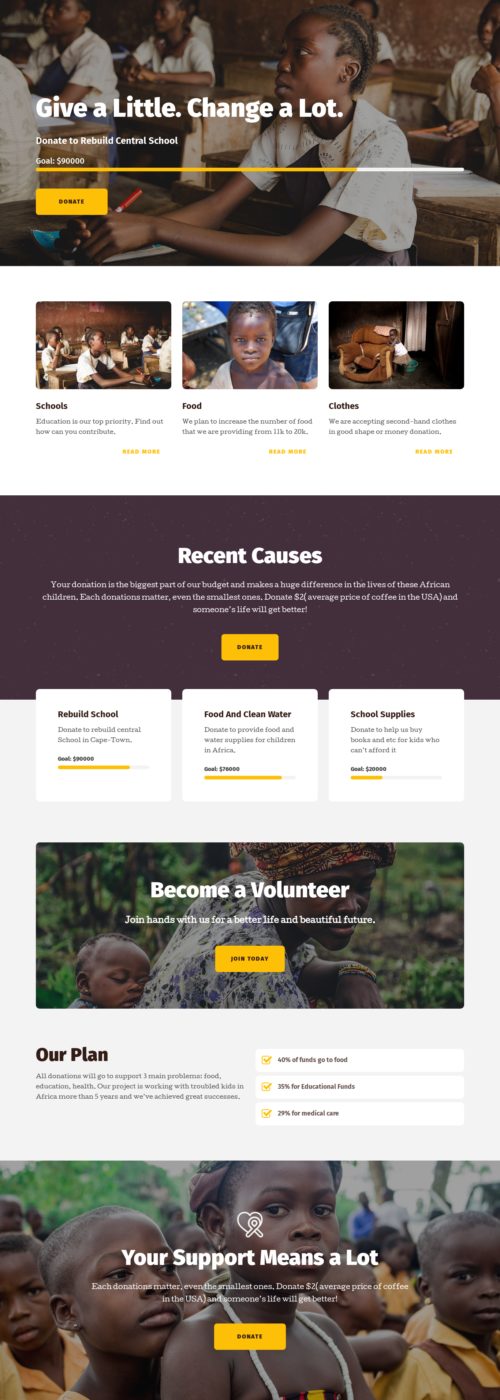 Give a Little. Change a Lot.
Donate to Rebuild Central School
Goal: $90000
DONATE
Schools
Education is our top priority. Find out
how can you contribute.
READ MORE
Food
We plan to increase the number of food
that we are providing from 11k to 20k.
READ MORE
Clothes
We are accepting second-hand clothes
in good shape or money donation.
READ MORE
Recent Causes
Your donation is the biggest part of our budget and makes a huge difference in the lives of these African
children. Each donations matter, even the smallest ones. Donate $2( average price of coffee in the USA) and
someone's life will get better!
DONATE
Rebuild School
Donate to rebuild central
School in Cape-Town.
Goal: $90000
Food And Clean Water
Donate to provide food and
water supplies for children
in Africa.
Goal: $76000
School Supplies
Donate to help us buy
books and etc for kids who
can't afford it
Goal: $20000
Become a Volunteer
Join hands with us for a better life and beautiful future.
JOIN TODAY
Our Plan
All donations will go to support 3 main problems: food,
education, health. Our project is working with troubled kids in
Africa more than 5 years and we've achieved great successes.
40% of funds go to food
35% for Educational Funds
29% for medical care
Your Support Means a Lot
Each donations matter, even the smallest ones. Donate $2( average price of coffee
in the USA) and someone's life will get better!
DONATE